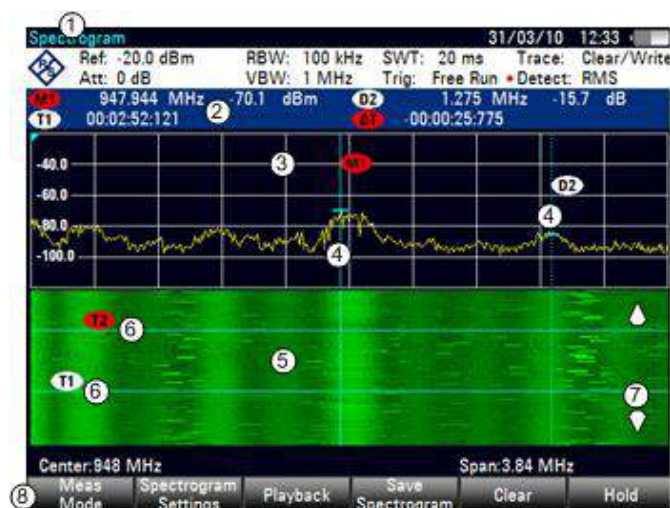 ①
Spectrogram 31/03/10 12:33
Ref: -20.0 dBm RBW: 100 kHz SWT: 20 ms Trace: Clear/Write
Att: 0 dB VBW: 1 MHz Trig: Free Run • Detect: RMS
M1 947.944 MHz -70.1 dBm D2 1.275 MHz -15.7 dB
T1 00:02:52:121 ② δT -00:00:25:775
-40.0 ③ M1
-60.0 D2
-80.0 ④
-100.0 ④
T2 ⑥
⑤
T1 ⑥ ⑦
Center:948 MHz Span:3.84 MHz
⑧ Meas Mode Spectrogram Settings Playback Save Spectrogram Clear Hold